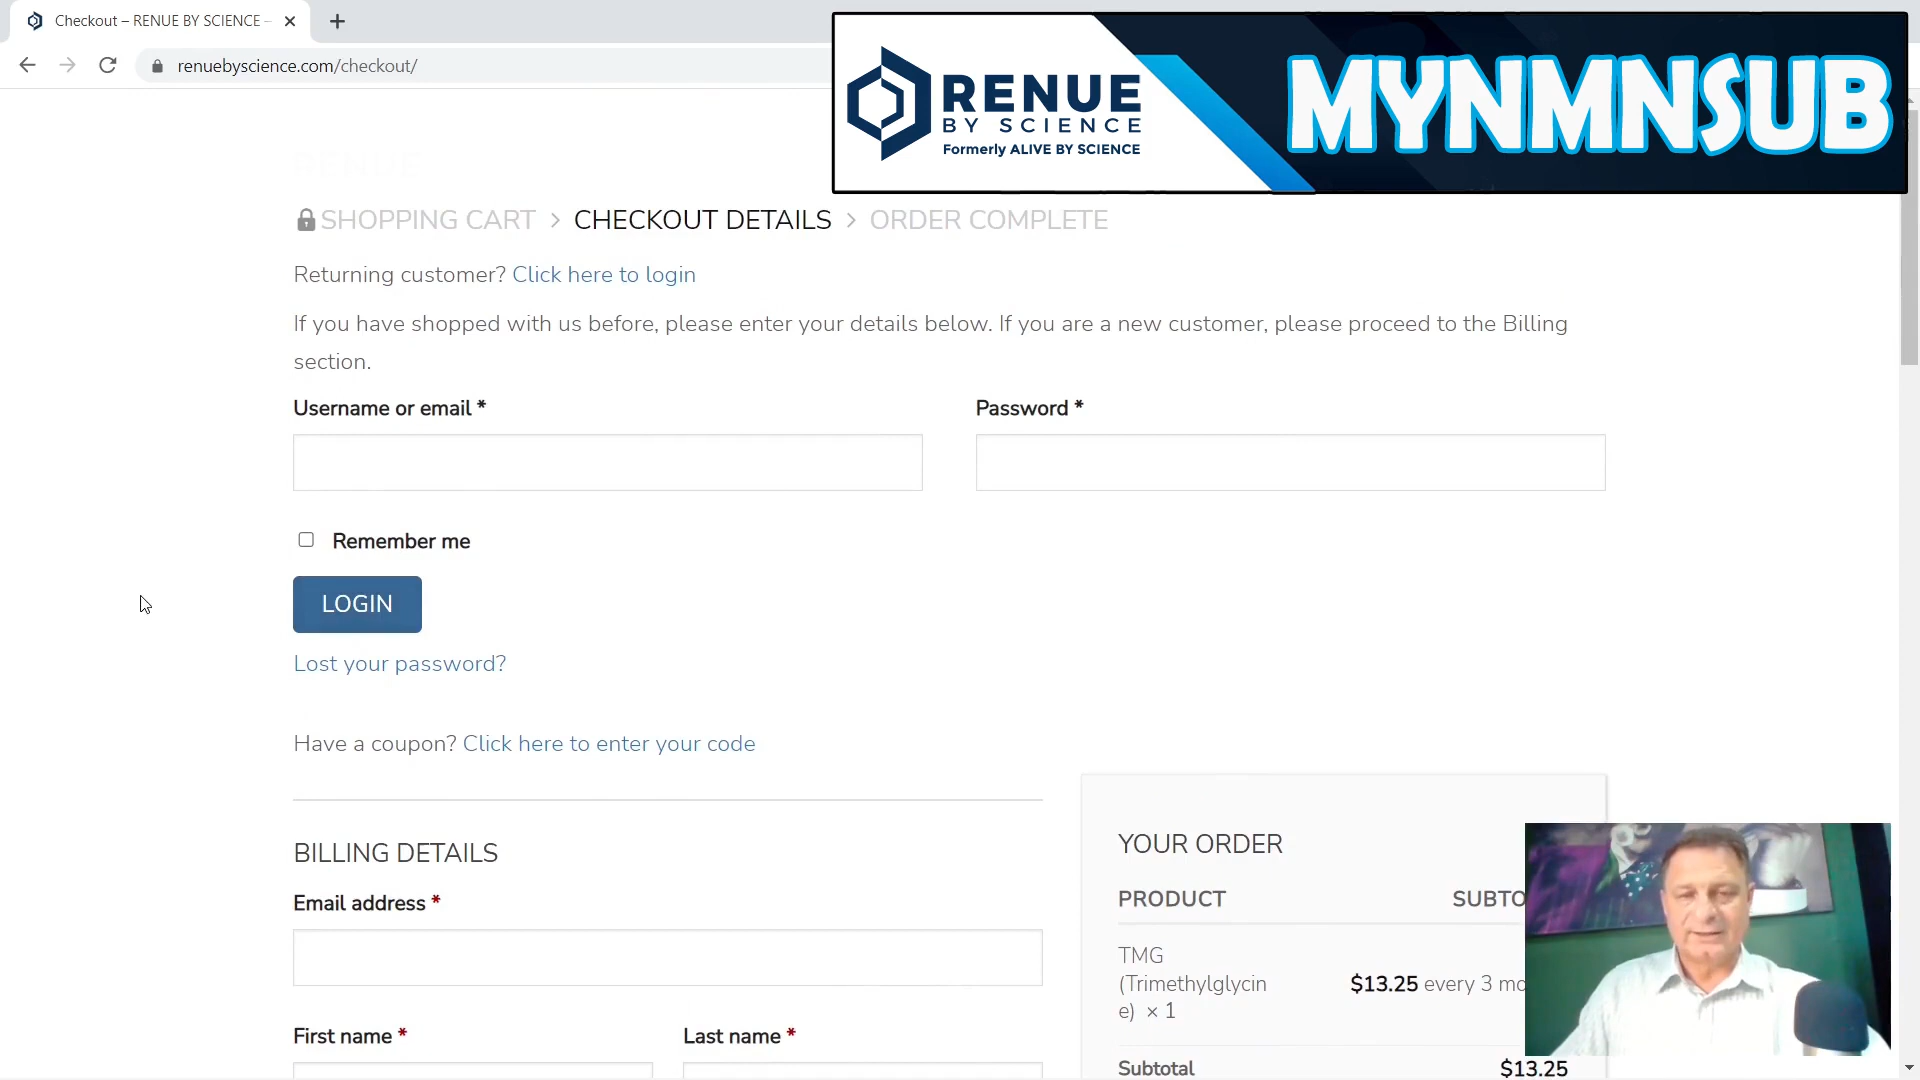 Checkout – RENUE BY SCIENCE –
renuebyscience.com/checkout/
RENUE
BY SCIENCE
Formerly ALIVE BY SCIENCE
MYNMNSUB
RENUE
SHOPPING CART > CHECKOUT DETAILS > ORDER COMPLETE
Returning customer? Click here to login
If you have shopped with us before, please enter your details below. If you are a new customer, please proceed to the Billing
section.
Username or email *
Password *
Remember me
LOGIN
Lost your password?
Have a coupon? Click here to enter your code
BILLING DETAILS
Email address *
First name *
Last name *
YOUR ORDER
PRODUCT
SUBTO
TMG
(Trimethylglycin
e) × 1
$13.25 every 3 mo
Subtotal
$13.25